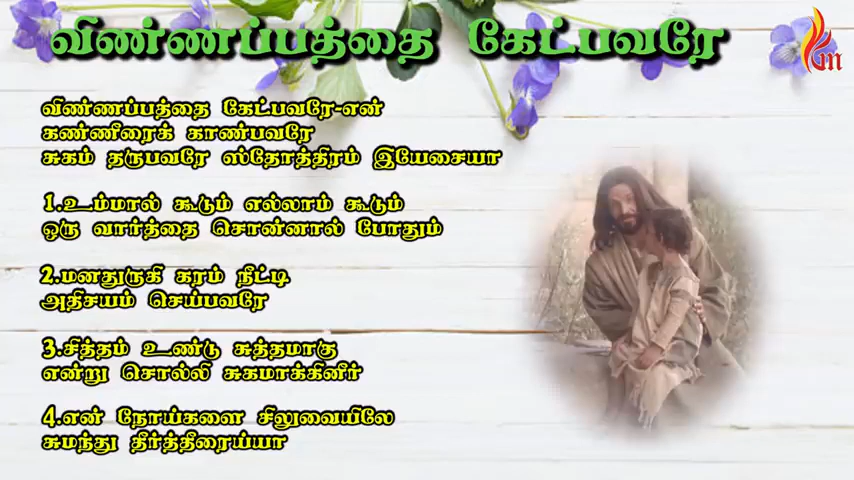 விண்ணப்பத்தை கேட்பவரே
விண்ணப்பத்தை கேட்பவரே-என்
கண்ணீரைக் காண்பவரே
சுகம் தருபவரே ஸ்தோத்திரம் இயேசையா
1.உம்மால் கூடும் எல்லாம் கூடும்
ஒரு வார்த்தை சொன்னால் போதும்
2.மனதுருகி கரம் நீட்டி
அதிசயம் செய்பவரே
3.சித்தம் உண்டு சுத்தமாகு
என்று சொல்லி சுகமாக்கினீர்
4.என் நோய்களை சிலுவையிலே
சுமந்து தீர்த்தீரைய்யா